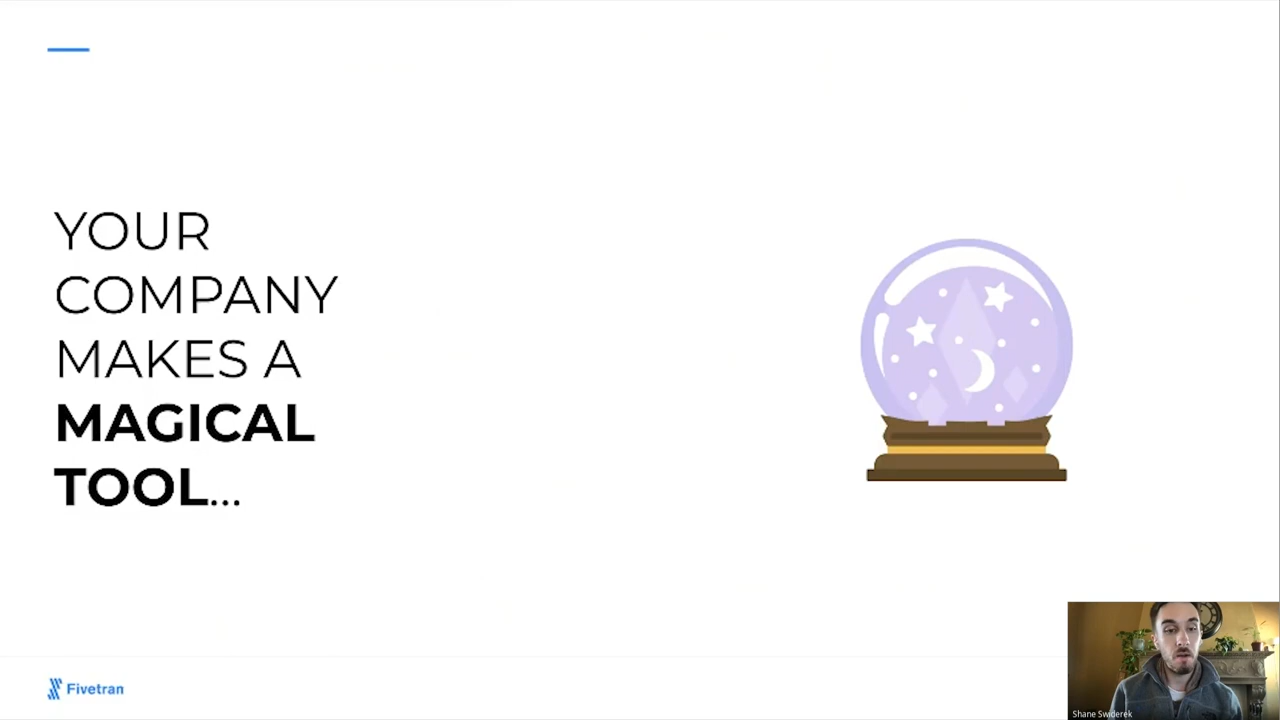 YOUR
COMPANY
MAKES A
MAGICAL
TOOL...
Fivetran
Shane Swiderek